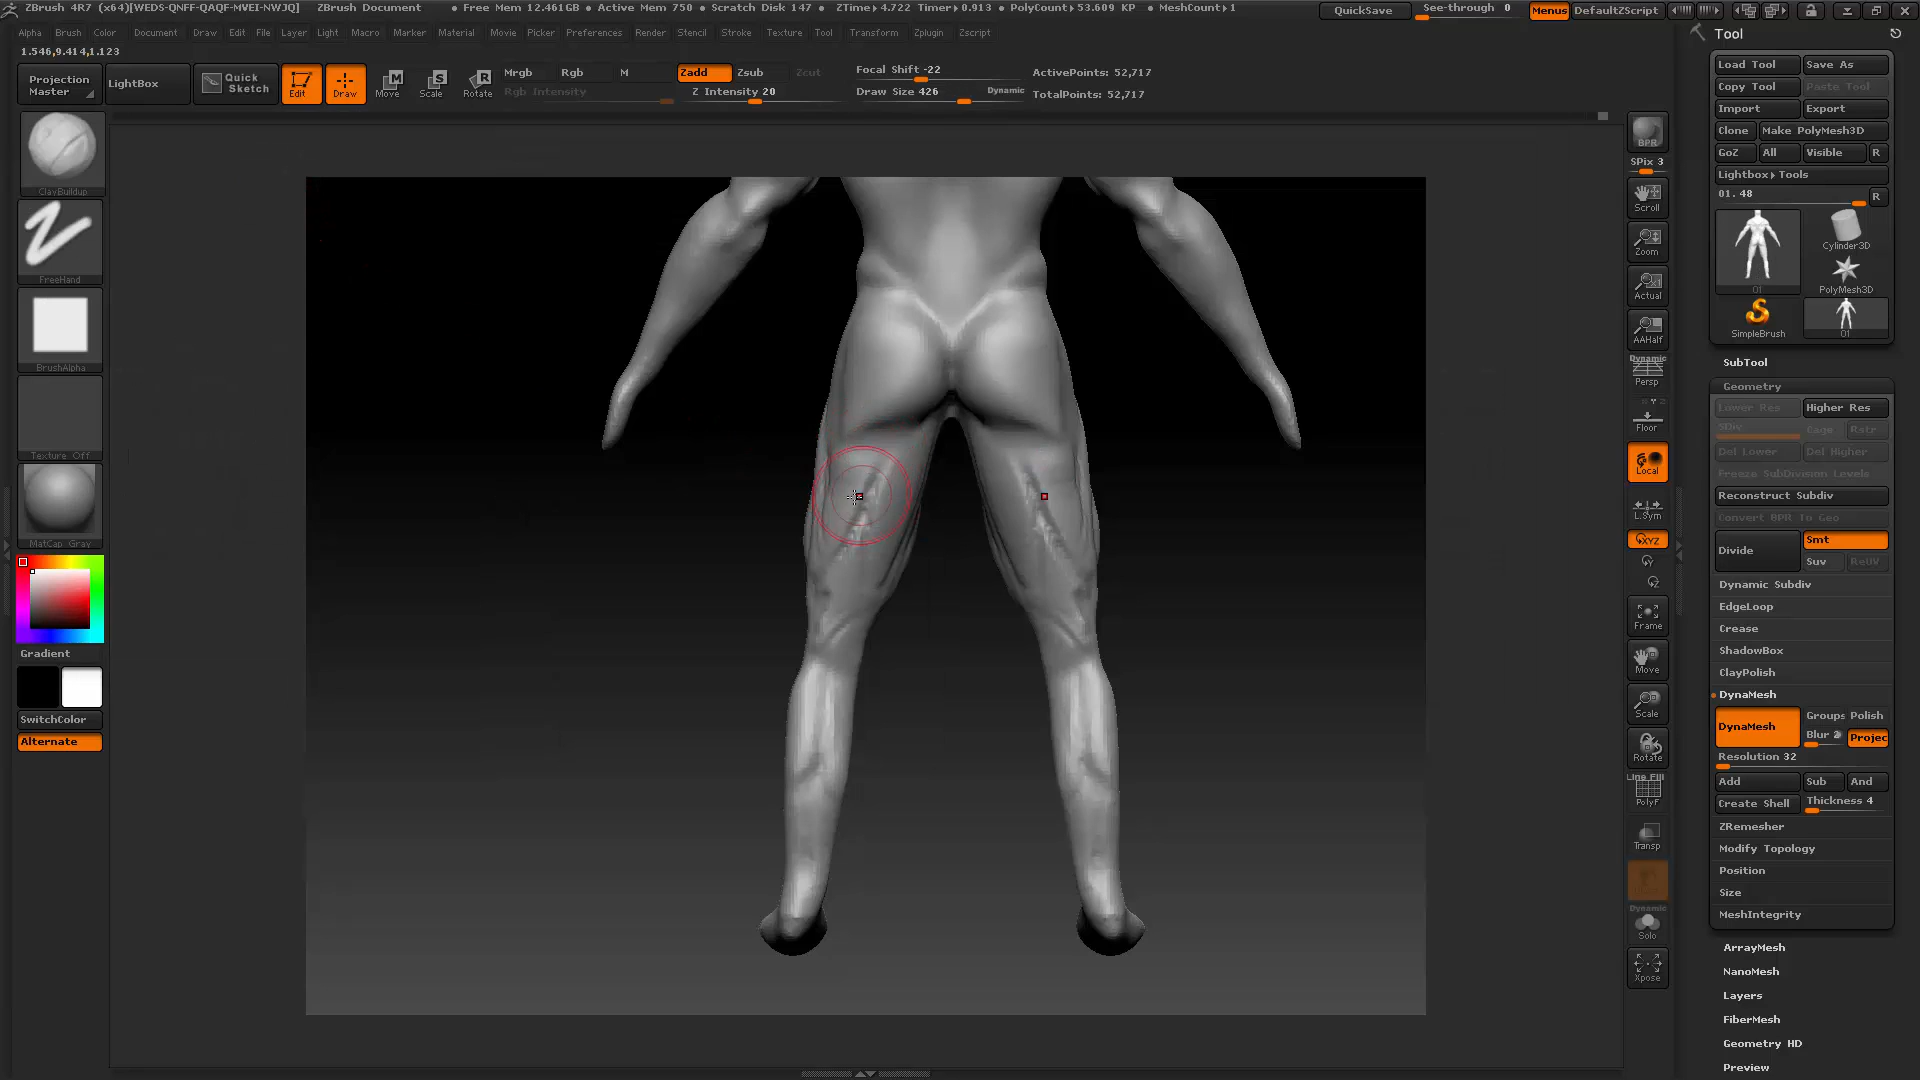 ZBrush 4R7 (x64)[WEDS-QNFF-QAQF-MVEI-NWJQ] ZBrush Document • Free Mem 12.461GB • Active Mem 750 • Scratch Disk 147 • ZTime▸4.722 Timer▸0.913 • PolyCount▸53.609 KP • MeshCount▸1 QuickSave See-through 0 Menus DefaultZScript
Alpha Brush Color Document Draw Edit File Layer Light Macro Marker Material Movie Picker Preferences Render Stencil Stroke Texture Tool Transform Zplugin Zscript
1.546,9.414,1.123
Projection Master
LightBox
Quick Sketch
Edit
Draw
Move
Scale
Rotate
Mrgb Rgb M
Rgb Intensity
Zadd Zsub Zcut
Z Intensity 20
Focal Shift -22
Draw Size 426 Dynamic
ActivePoints: 52,717
TotalPoints: 52,717
ClayBuildup
FreeHand
BrushAlpha
Texture Off
MatCap Gray
Gradient
SwitchColor
Alternate
BPR
SPix 3
Scroll
Zoom
Actual
AAHalf
Dynamic
Persp
Floor
Local
L.Sym
XYZ
Frame
Move
Scale
Rotate
Line Fill
PolyF
Transp
Dynamic
Solo
Xpose
Tool
Load Tool Save As
Copy Tool Paste Tool
Import Export
Clone Make PolyMesh3D
GoZ All Visible R
Lightbox▸Tools
01. 48 R
01
Cylinder3D
PolyMesh3D
SimpleBrush
01
SubTool
Geometry
Lower Res Higher Res
SDiv Cage Rstr
Del Lower Del Higher
Freeze SubDivision Levels
Reconstruct Subdiv
Convert BPR To Geo
Divide
Smt
Suv ReUV
Dynamic Subdiv
EdgeLoop
Crease
ShadowBox
ClayPolish
DynaMesh
DynaMesh
Groups Polish
Blur 2 Projec
Resolution 32
Add Sub And
Create Shell Thickness 4
ZRemesher
Modify Topology
Position
Size
MeshIntegrity
ArrayMesh
NanoMesh
Layers
FiberMesh
Geometry HD
Preview